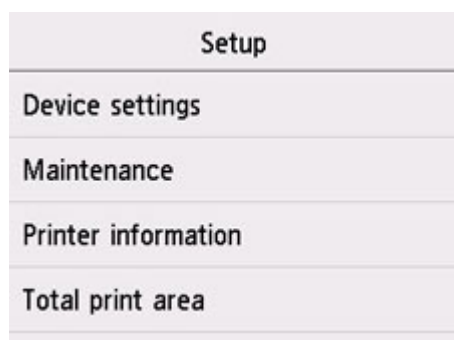 Setup
Device settings
Maintenance
Printer information
Total print area